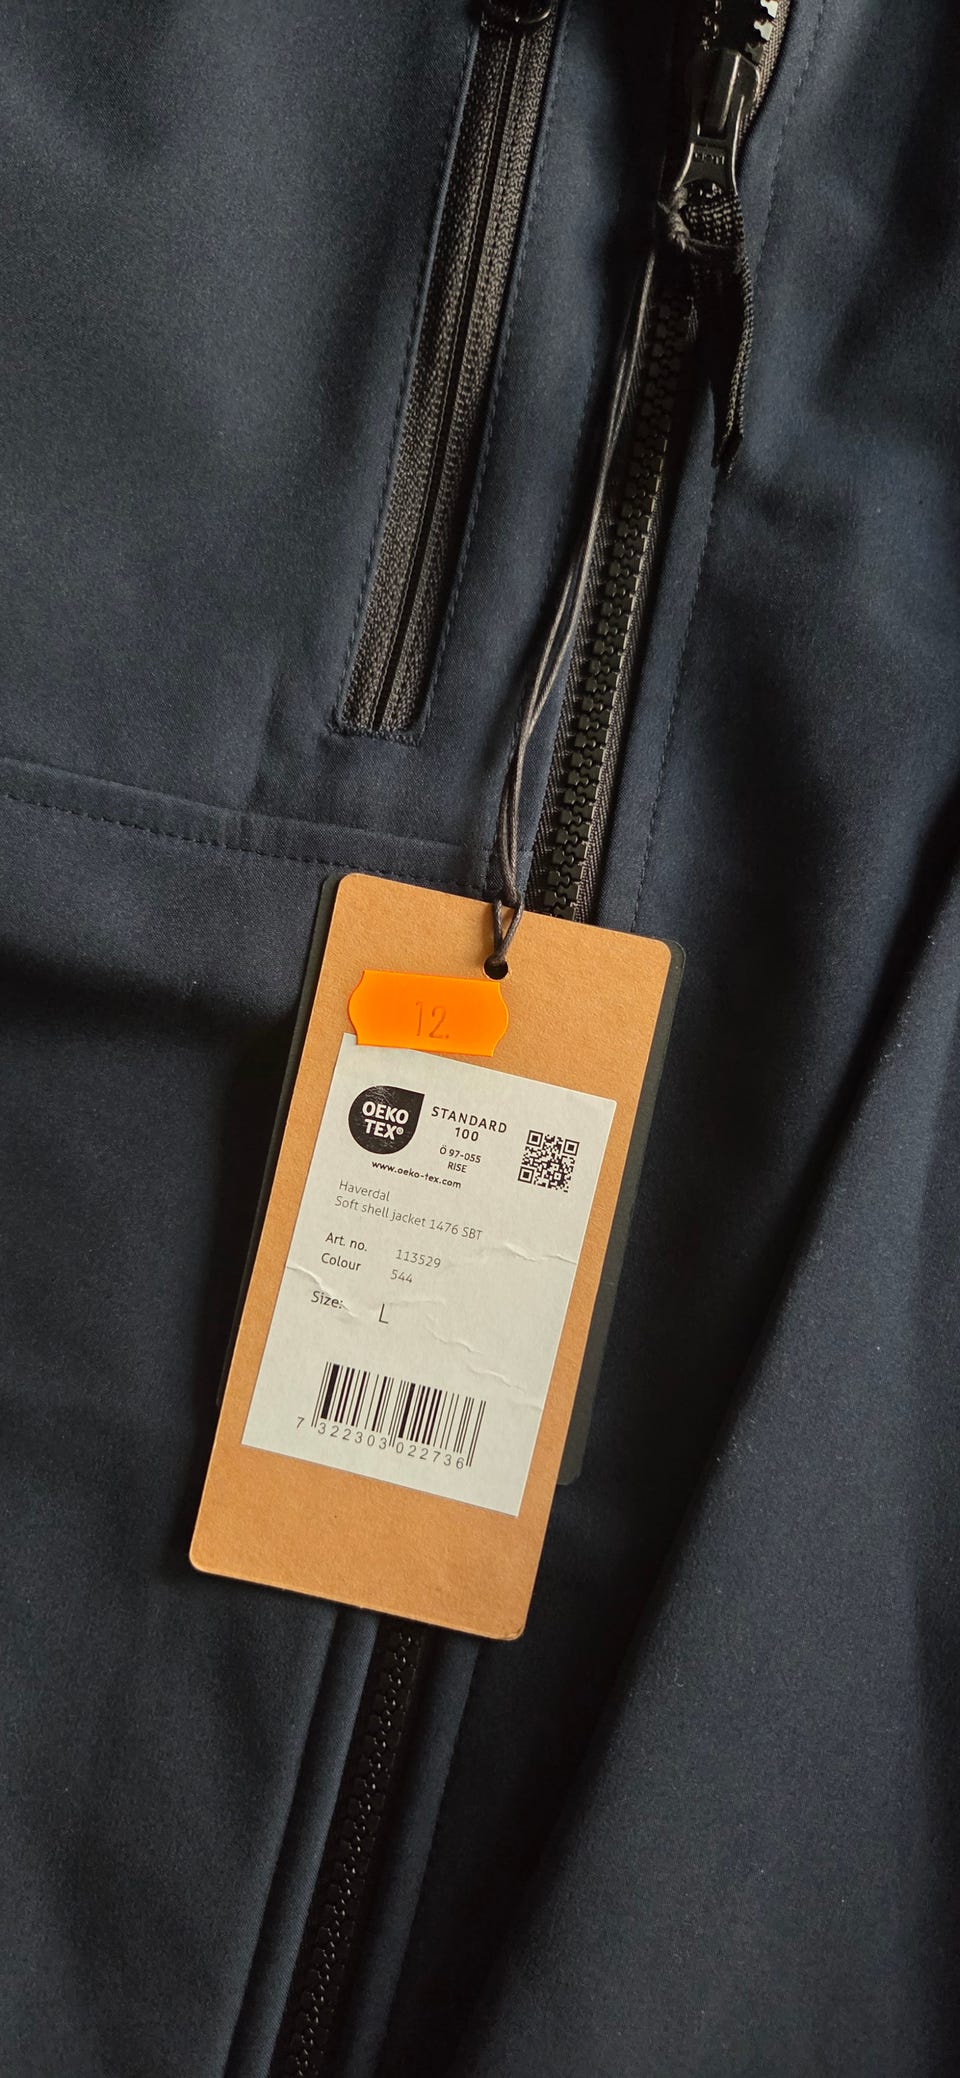 12.
OEKO
TEX®
STANDARD
100
Ö 97-055
RISE
www.oeko-tex.com
Haverdal
Soft shell jacket 1476 SBT
Art. no. 113529
Colour 544
Size: L
7 322303 022736